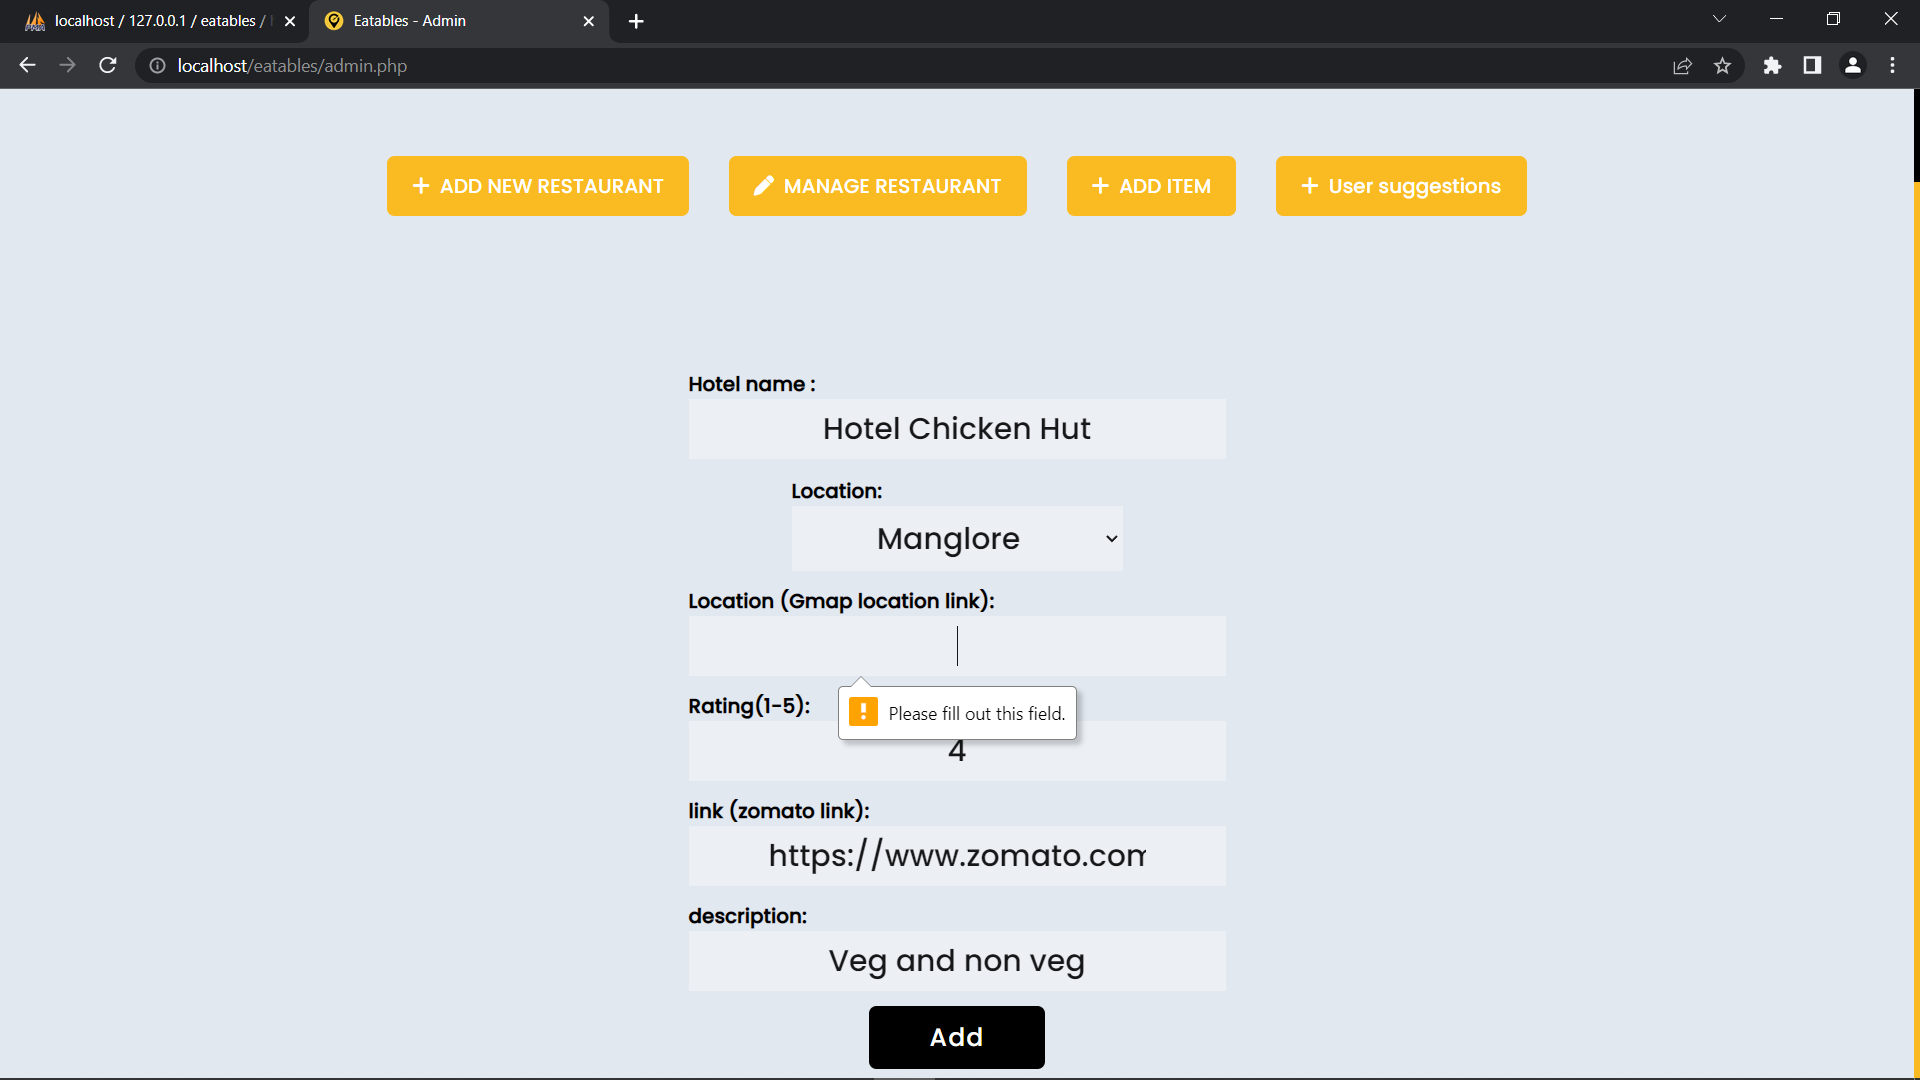 localhost / 127.0.0.1 / eatables /
Eatables - Admin
localhost/eatables/admin.php
ADD NEW RESTAURANT
MANAGE RESTAURANT
ADD ITEM
User suggestions
Hotel name :
Hotel Chicken Hut
Location:
Manglore
Location (Gmap location link):
Rating(1-5):
Please fill out this field.
4
link (zomato link):
https://www.zomato.com
description:
Veg and non veg
Add